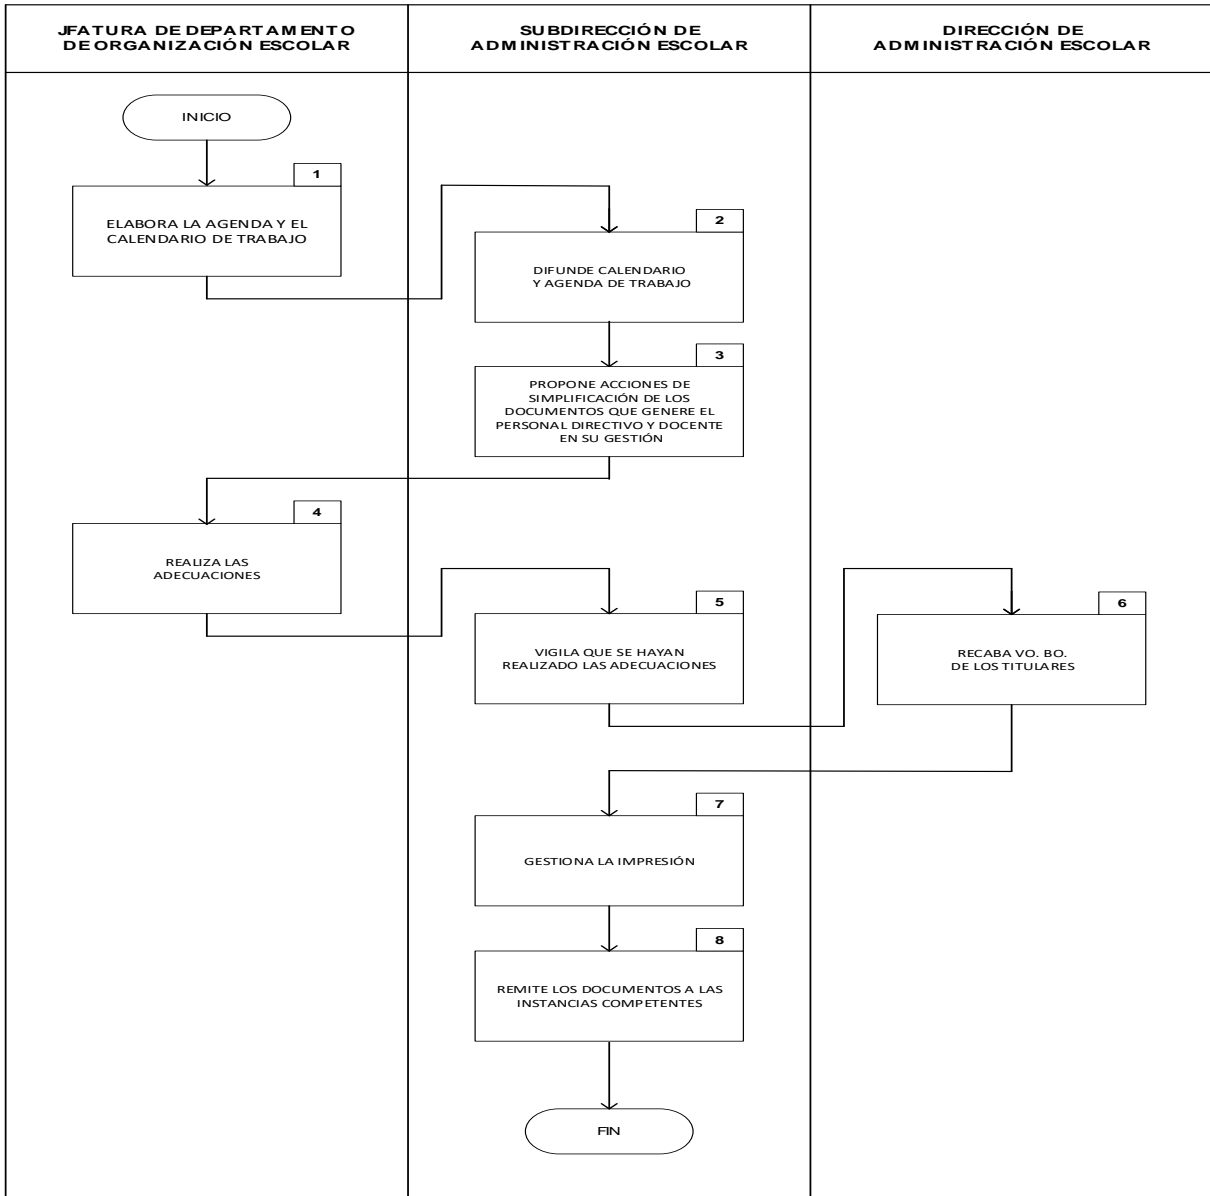 JFATURA DE DEPARTAMENTO
DE ORGANIZACIÓN ESCOLAR
SUBDIRECCIÓN DE
ADMINISTRACIÓN ESCOLAR
DIRECCIÓN DE
ADMINISTRACIÓN ESCOLAR
INICIO
1
ELABORA LA AGENDA Y EL
CALENDARIO DE TRABAJO
2
DIFUNDE CALENDARIO
Y AGENDA DE TRABAJO
3
PROPONE ACCIONES DE
SIMPLIFICACIÓN DE LOS
DOCUMENTOS QUE GENERE EL
PERSONAL DIRECTIVO Y DOCENTE
EN SU GESTIÓN
4
REALIZA LAS
ADECUACIONES
5
VIGILA QUE SE HAYAN
REALIZADO LAS ADECUACIONES
6
RECABA VO. BO.
DE LOS TITULARES
7
GESTIONA LA IMPRESIÓN
8
REMITE LOS DOCUMENTOS A LAS
INSTANCIAS COMPETENTES
FIN